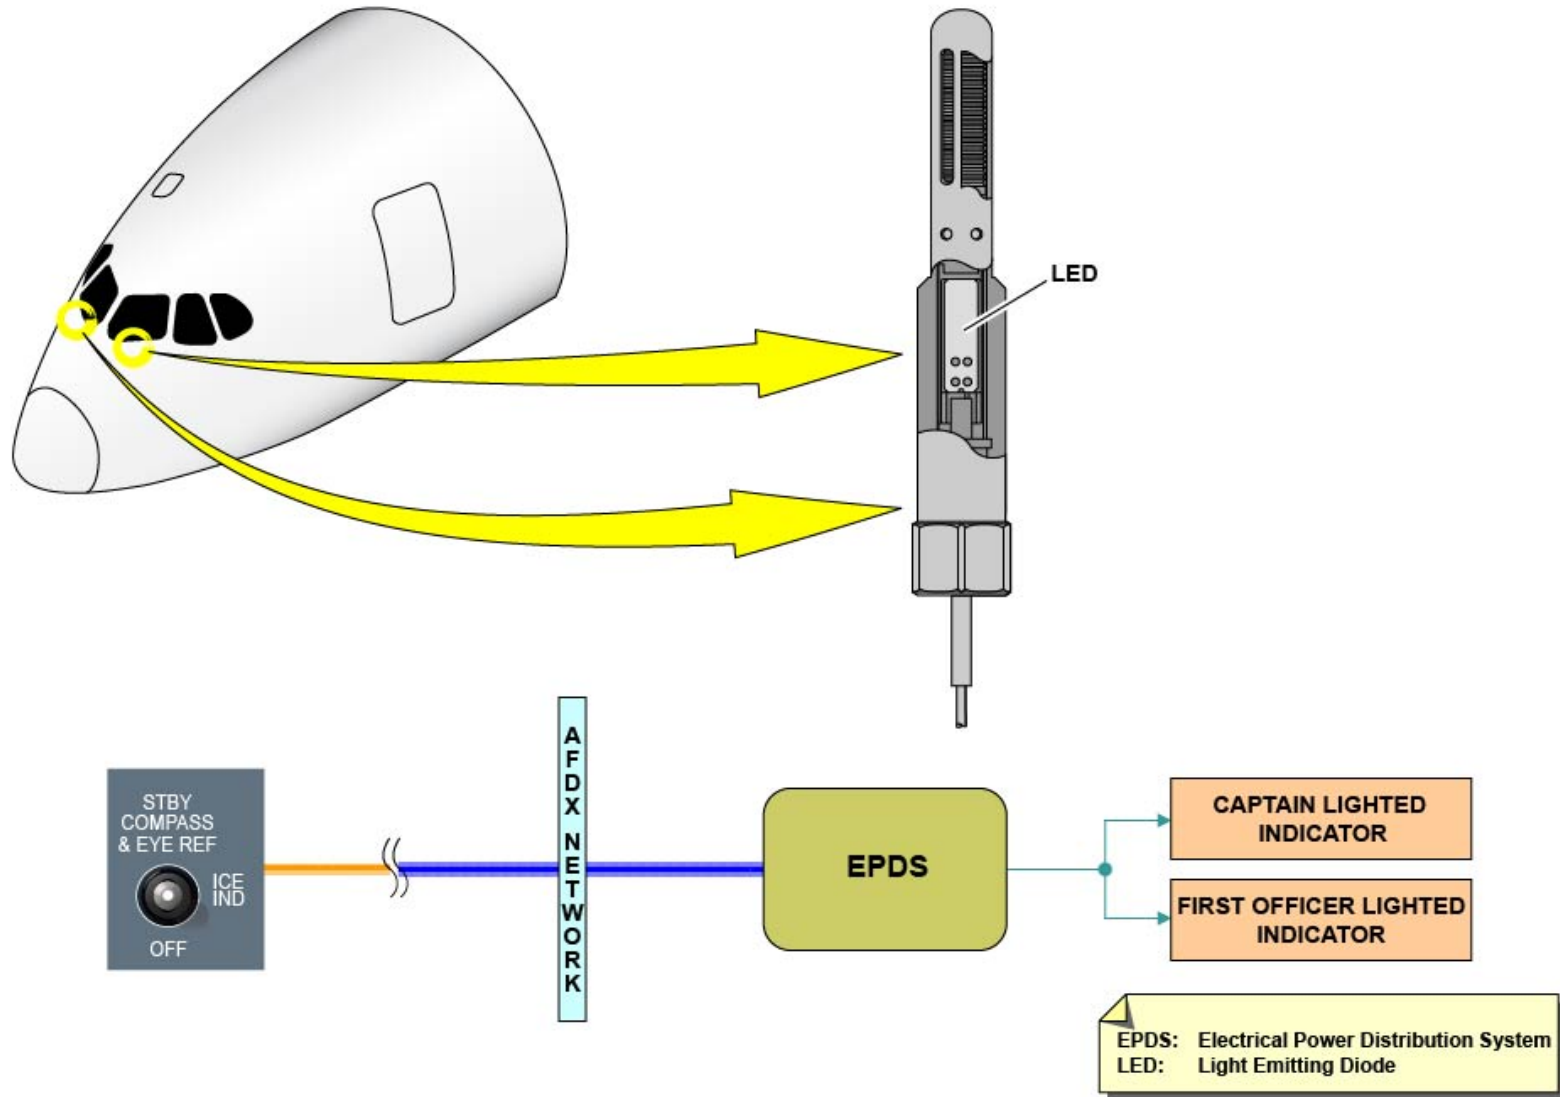 LED
STBY
COMPASS
& EYE REF
ICE
IND
OFF
AFDX NETWORK
EPDS
CAPTAIN LIGHTED
INDICATOR
FIRST OFFICER LIGHTED
INDICATOR
EPDS: Electrical Power Distribution System
LED: Light Emitting Diode